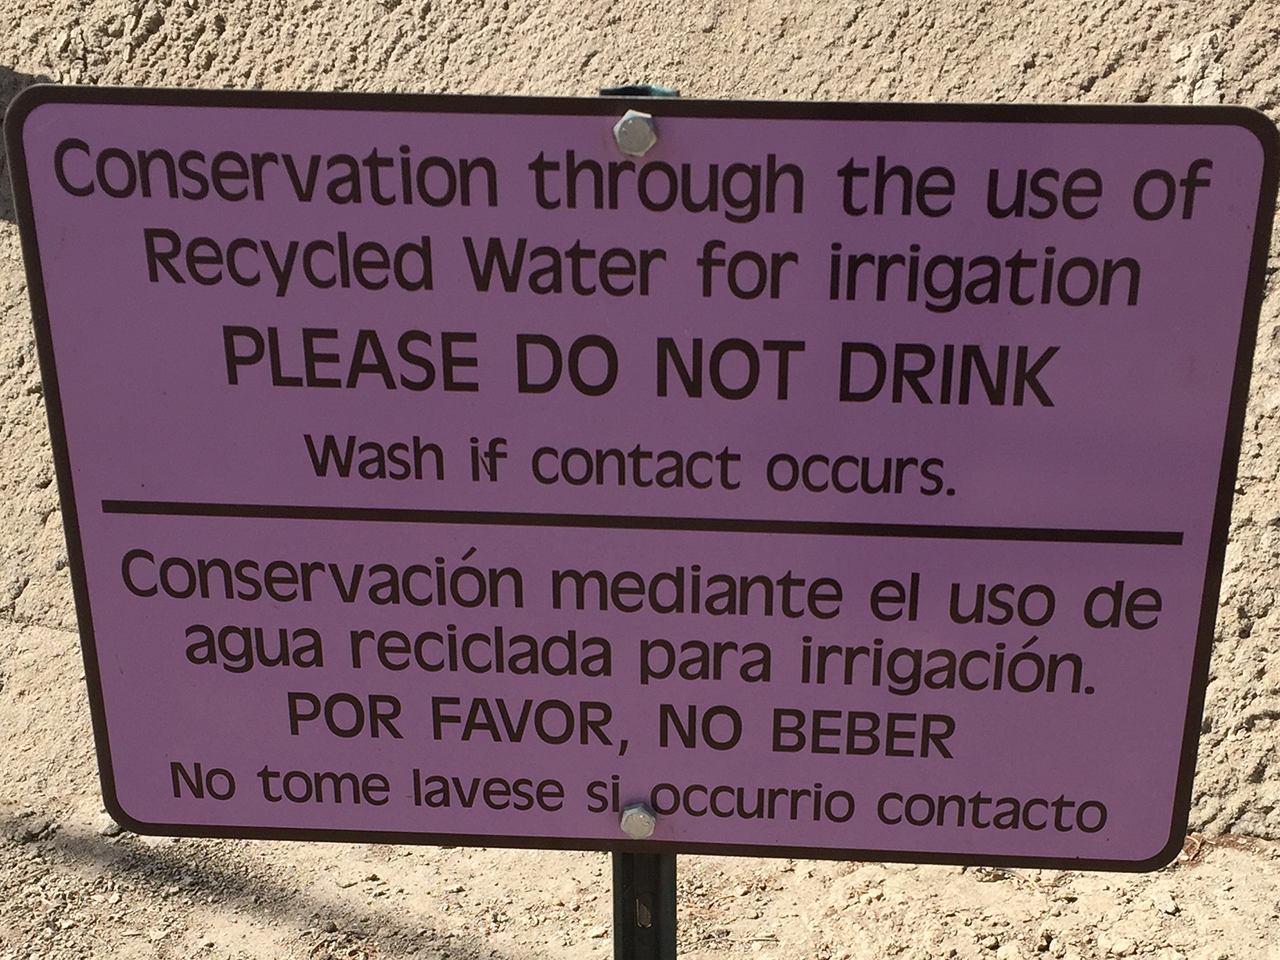 Conservation through the use of
Recycled Water for irrigation
PLEASE DO NOT DRINK
Wash if contact occurs.
Conservación mediante el uso de
agua reciclada para irrigación.
POR FAVOR, NO BEBER
No tome lavese si occurrio contacto